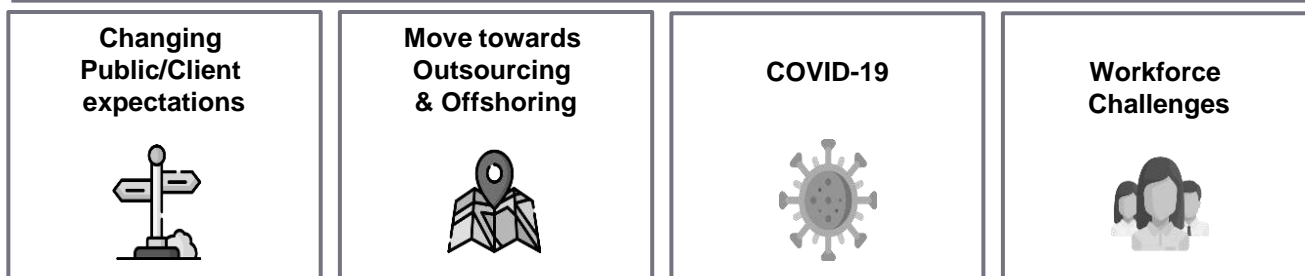 Changing
Public/Client
expectations
Move towards
Outsourcing
& Offshoring
COVID-19
Workforce
Challenges